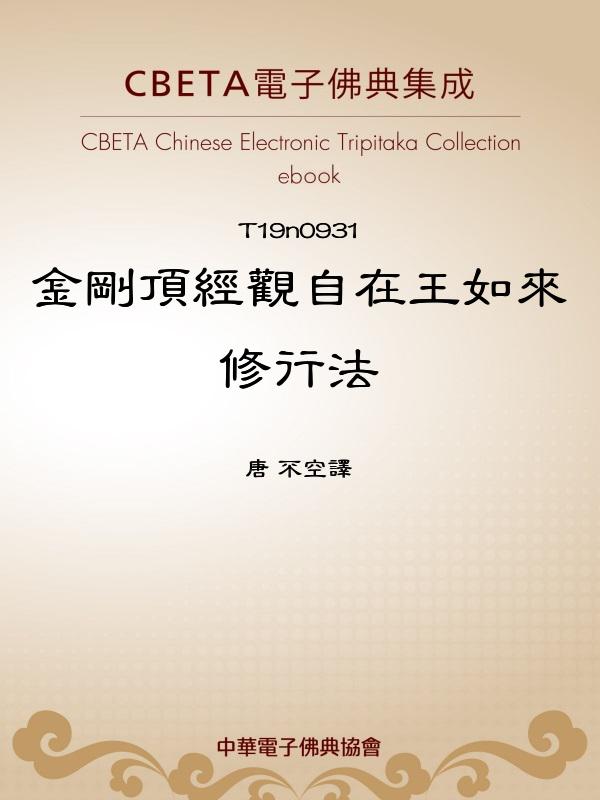 CBETA電子佛典集成
CBETA Chinese Electronic Tripitaka Collection
ebook
T19n0931
金剛頂經觀自在王如來
修行法
唐 不空譯
中華電子佛典協會